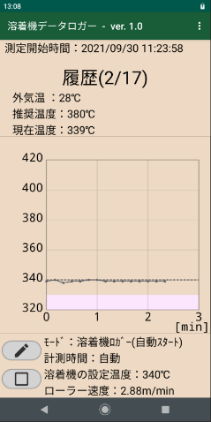 13:08
溶着機データロガー - ver. 1.0
測定開始時間：2021/09/30 11:23:58
履歴(2/17)
外気温 ：28℃
推奨温度：380℃
現在温度：339℃
420
400
380
360
340
320
0 1 2 3
[min]
ﾓｰﾄﾞ：溶着機ﾛｶﾞｰ(自動ｽﾀｰﾄ)
計測時間：自動
溶着機の設定温度：340℃
ローラー速度：2.88m/min